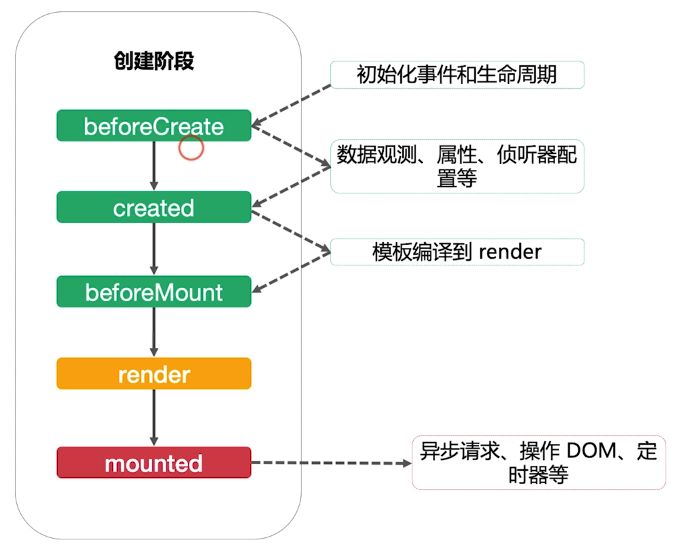 创建阶段
初始化事件和生命周期
beforeCreate
数据观测、属性、侦听器配
置等
created
模板编译到 render
beforeMount
render
mounted
异步请求、操作 DOM、定
时器等